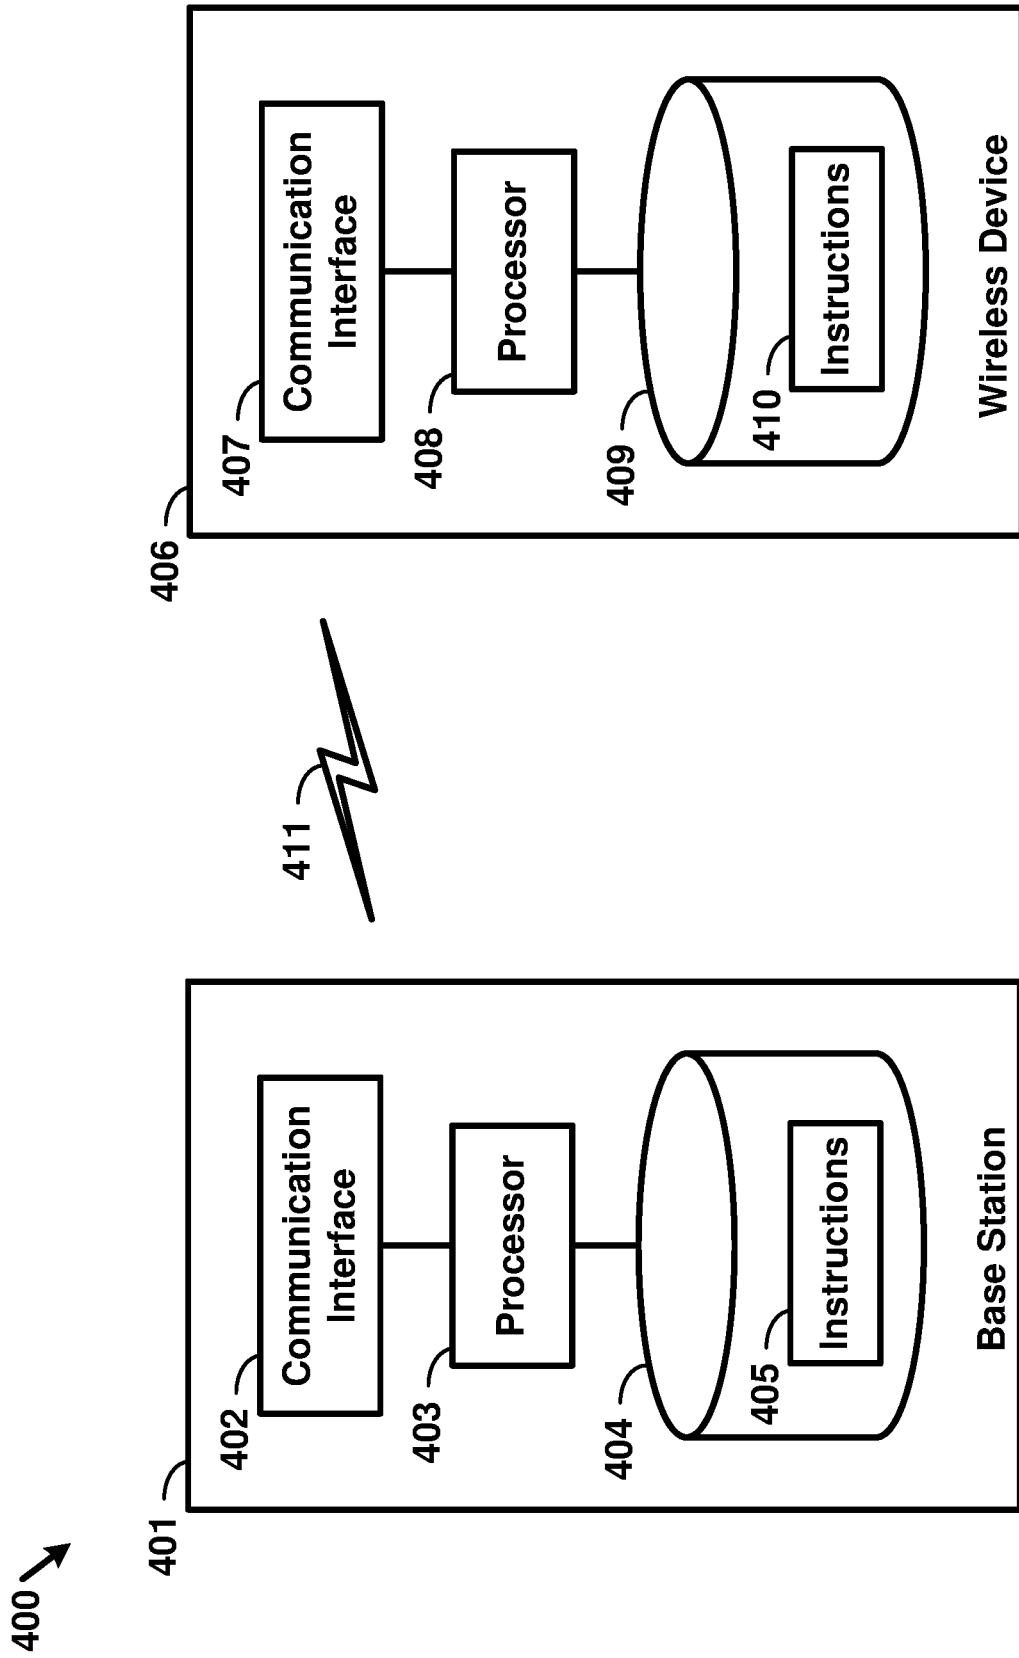 400
401
402
Communication
Interface
403
Processor
404
405
Instructions
Base Station
411
406
407
Communication
Interface
408
Processor
409
410
Instructions
Wireless Device